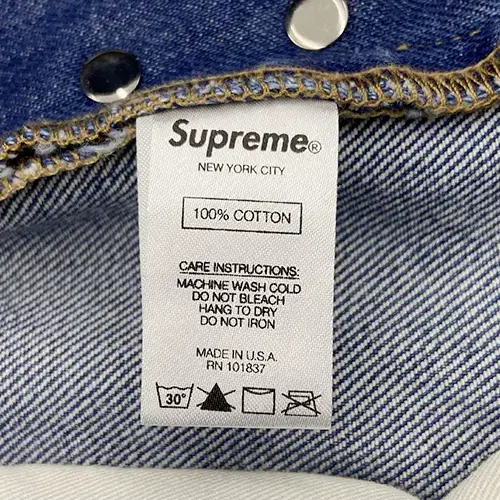 Supreme®
NEW YORK CITY
100% COTTON
CARE INSTRUCTIONS:
MACHINE WASH COLD
DO NOT BLEACH
HANG TO DRY
DO NOT IRON
MADE IN U.S.A.
RN 101837
30°